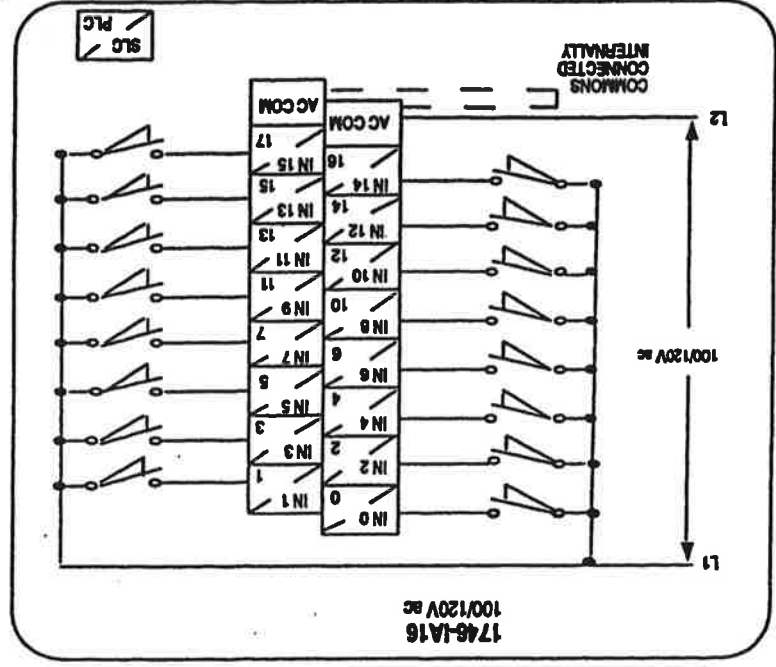 1746-IA16
100/120V ac
L1
IN 0
0
IN 1
1
IN 2
2
IN 3
3
IN 4
4
IN 5
5
100/120V ac
IN 6
6
IN 7
7
IN 8
10
IN 9
11
IN 10
12
IN 11
13
IN 12
14
IN 13
15
IN 14
16
IN 15
17
L2
AC COM
AC COM
COMMONS
CONNECTED
INTERNALLY
SLC
PLC